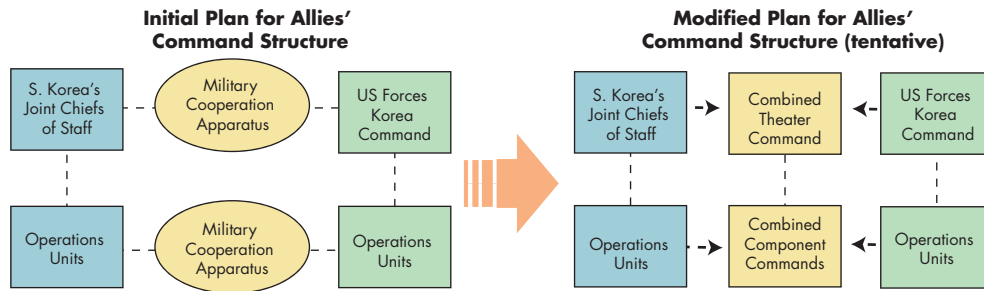 Initial Plan for Allies’
Command Structure
S. Korea’s
Joint Chiefs
of Staff
Military
Cooperation
Apparatus
US Forces
Korea
Command
Operations
Units
Military
Cooperation
Apparatus
Operations
Units
Modified Plan for Allies’
Command Structure (tentative)
S. Korea’s
Joint Chiefs
of Staff
Combined
Theater
Command
US Forces
Korea
Command
Operations
Units
Combined
Component
Commands
Operations
Units